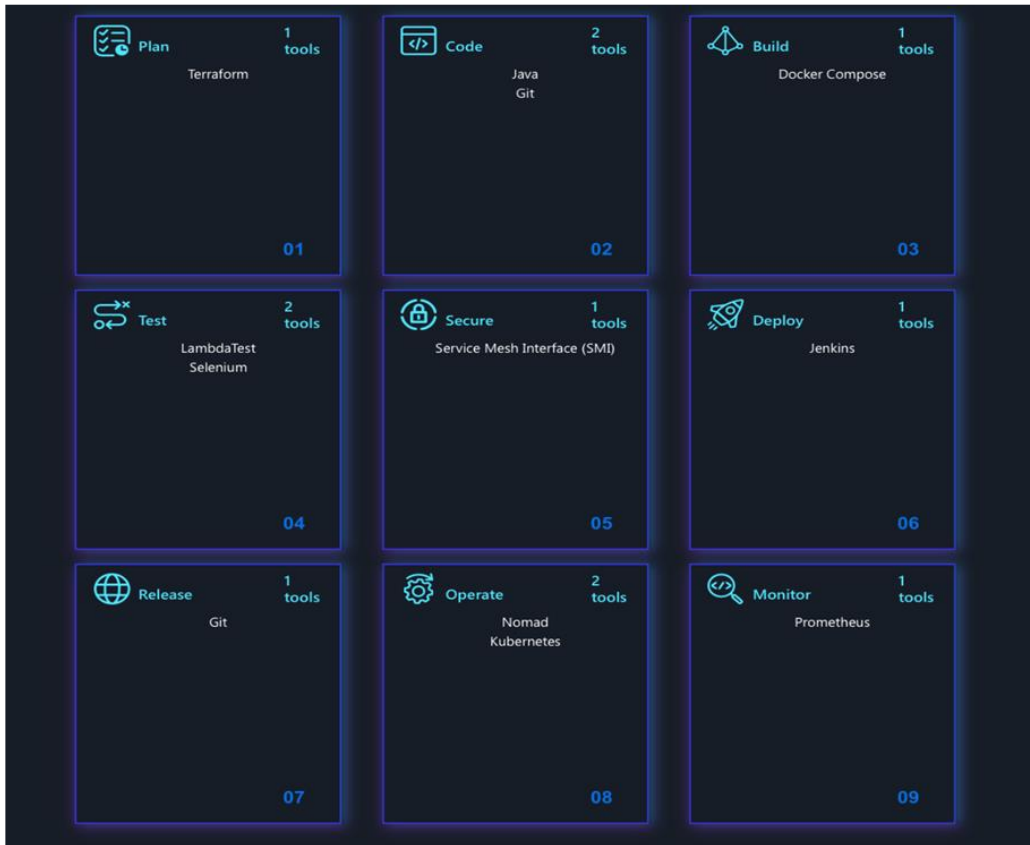 Plan
1
tools
Terraform
01
Code
2
tools
Java
Git
02
Build
1
tools
Docker Compose
03
Test
2
tools
LambdaTest
Selenium
04
Secure
1
tools
Service Mesh Interface (SMI)
05
Deploy
1
tools
Jenkins
06
Release
1
tools
Git
07
Operate
2
tools
Nomad
Kubernetes
08
Monitor
1
tools
Prometheus
09